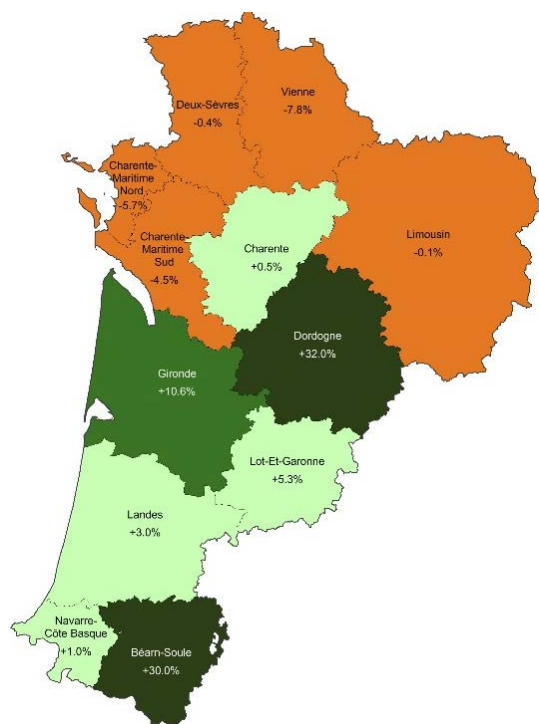 Vienne
-7.8%
Deux-Sèvres
-0.4%
Charente-
Maritime
Nord
-5.7%
Charente-
Maritime
Sud
-4.5%
Charente
+0.5%
Limousin
-0.1%
Dordogne
+32.0%
Gironde
+10.6%
Lot-Et-Garonne
+5.3%
Landes
+3.0%
Navarre-
Côte Basque
+1.0%
Béarn-Soule
+30.0%